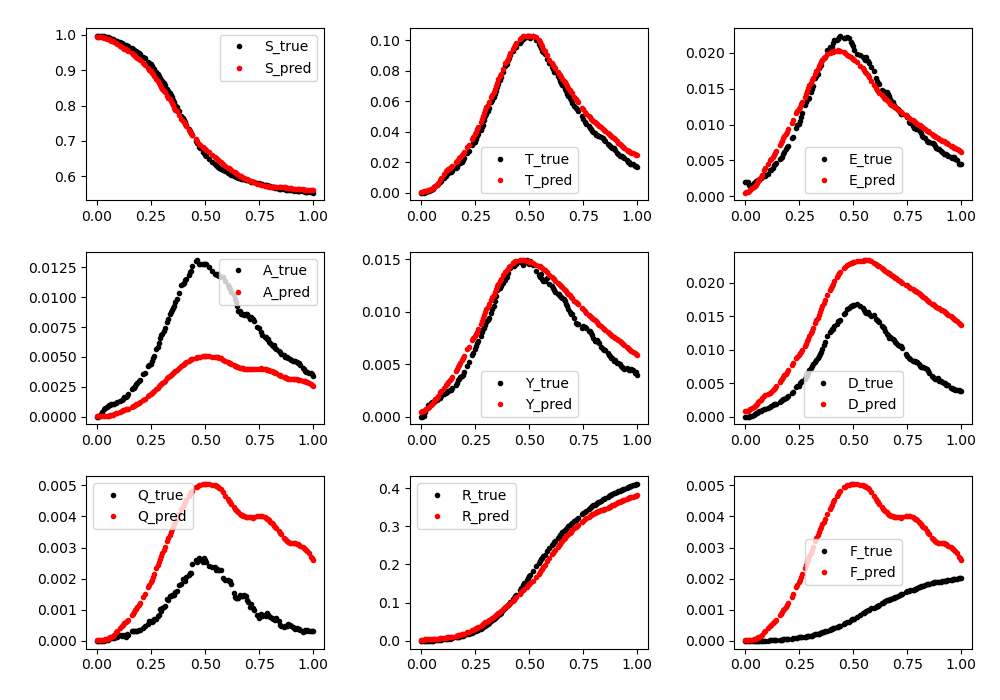 1.0
0.9
0.8
0.7
0.6
S_true
S_pred
0.00 0.25 0.50 0.75 1.00
0.10
0.08
0.06
0.04
0.02
0.00
T_true
T_pred
0.00 0.25 0.50 0.75 1.00
0.020
0.015
0.010
0.005
0.000
E_true
E_pred
0.00 0.25 0.50 0.75 1.00
0.0125
0.0100
0.0075
0.0050
0.0025
0.0000
A_true
A_pred
0.00 0.25 0.50 0.75 1.00
0.015
0.010
0.005
0.000
Y_true
Y_pred
0.00 0.25 0.50 0.75 1.00
0.020
0.015
0.010
0.005
0.000
D_true
D_pred
0.00 0.25 0.50 0.75 1.00
0.005
0.004
0.003
0.002
0.001
0.000
Q_true
Q_pred
0.00 0.25 0.50 0.75 1.00
0.4
0.3
0.2
0.1
0.0
R_true
R_pred
0.00 0.25 0.50 0.75 1.00
0.005
0.004
0.003
0.002
0.001
0.000
F_true
F_pred
0.00 0.25 0.50 0.75 1.00